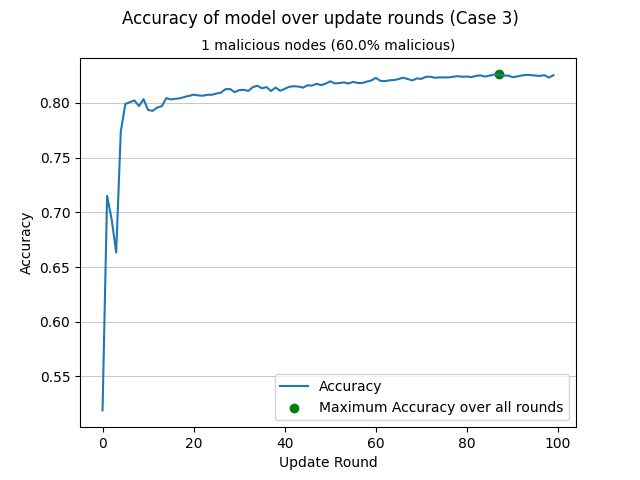 Accuracy of model over update rounds (Case 3)
1 malicious nodes (60.0% malicious)
0.80
0.75
0.70
0.65
0.60
0.55
Accuracy
0 20 40 60 80 100
Update Round
Accuracy
Maximum Accuracy over all rounds